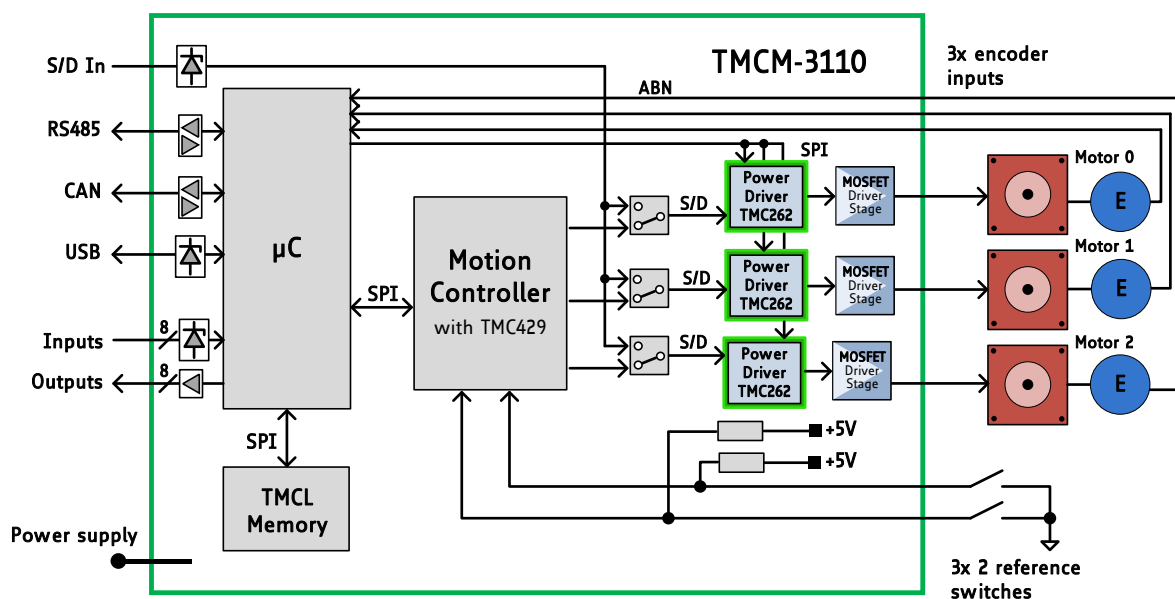 TMCM-3110
S/D In
3x encoder
inputs
ABN
RS485
SPI
Motor 0
CAN
Power
Driver
TMC262
MOSFET
Driver
Stage
E
S/D
USB
µC
Motion
Controller
with TMC429
SPI
Motor 1
S/D
Power
Driver
TMC262
MOSFET
Driver
Stage
E
8
Inputs
8
Outputs
S/D
Motor 2
Power
Driver
TMC262
MOSFET
Driver
Stage
E
SPI
+5V
+5V
TMCL
Memory
Power supply
3x 2 reference
switches